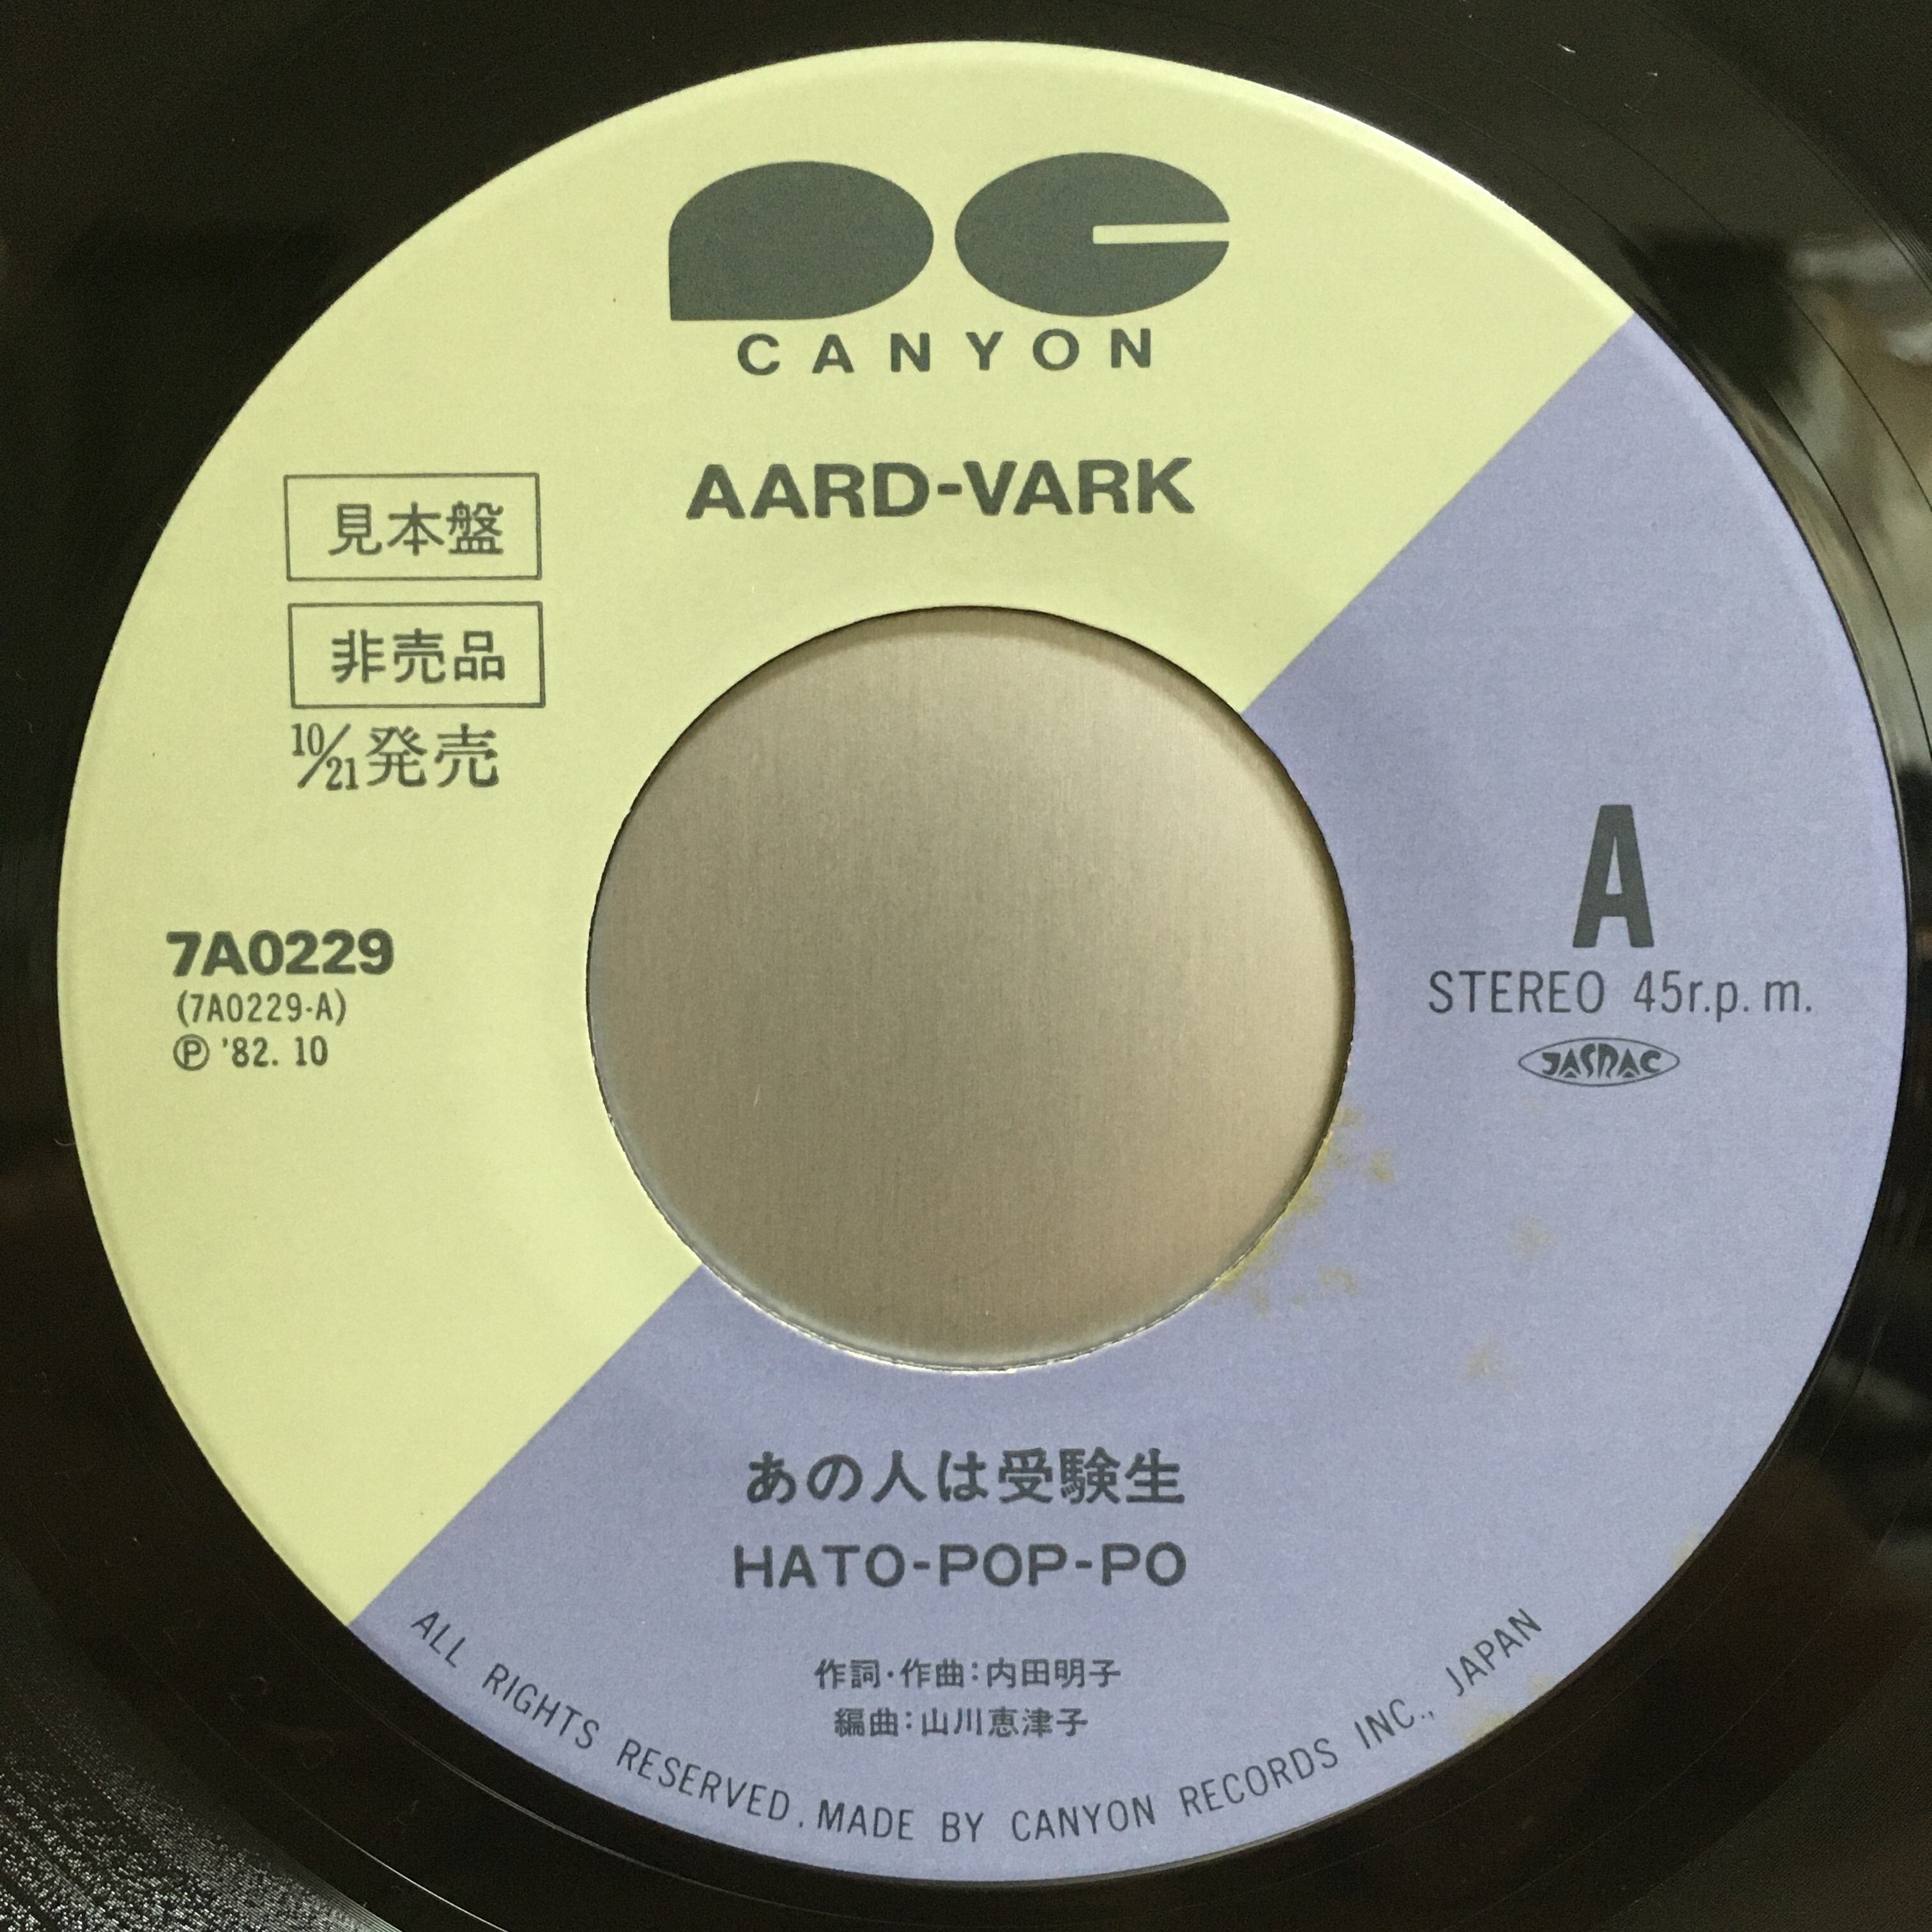 PC
CANYON
AARD-VARK
見本盤
非売品
10/21発売
7A0229
(7A0229-A)
Ⓟ '82. 10
A
STEREO 45r.p.m.
JASRAC
あの人は受験生
HATO-POP-PO
作詞・作曲：内田明子
編曲：山川恵津子
ALL RIGHTS RESERVED. MADE BY CANYON RECORDS INC., JAPAN